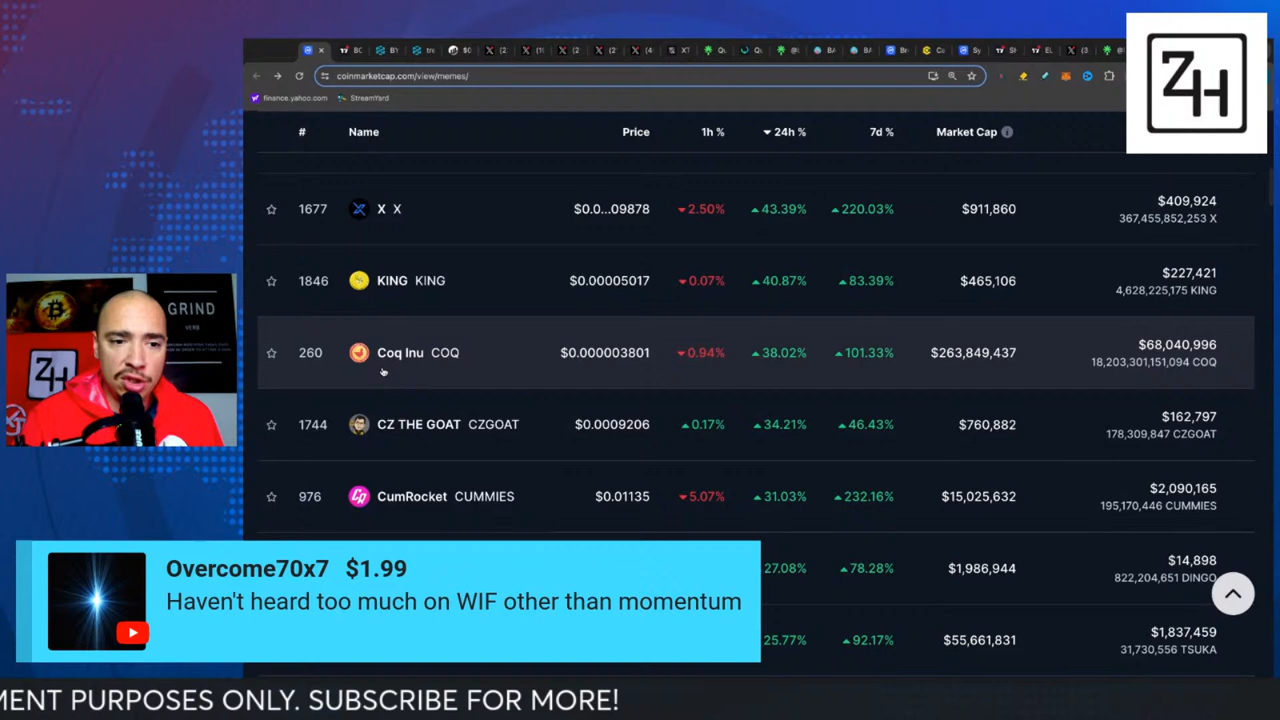 coinmarketcap.com/view/memes/
finance.yahoo.com StreamYard
ZH
# Name Price 1h % 24h % 7d % Market Cap
1677 X X $0.0...09878 2.50% 43.39% 220.03% $911,860 $409,924
367,455,852,253 X
1846 KING KING $0.00005017 0.07% 40.87% 83.39% $465,106 $227,421
4,628,225,175 KING
260 Coq Inu COQ $0.000003801 0.94% 38.02% 101.33% $263,849,437 $68,040,996
18,203,301,151,094 COQ
1744 CZ THE GOAT CZGOAT $0.0009206 0.17% 34.21% 46.43% $760,882 $162,797
178,309,847 CZGOAT
976 CumRocket CUMMIES $0.01135 5.07% 31.03% 232.16% $15,025,632 $2,090,165
195,170,446 CUMMIES
27.08% 78.28% $1,986,944 $14,898
822,204,651 DINGO
25.77% 92.17% $55,661,831 $1,837,459
31,730,556 TSUKA
GRIND
VERB
ZH
Overcome70x7 $1.99
Haven't heard too much on WIF other than momentum
MENT PURPOSES ONLY. SUBSCRIBE FOR MORE!